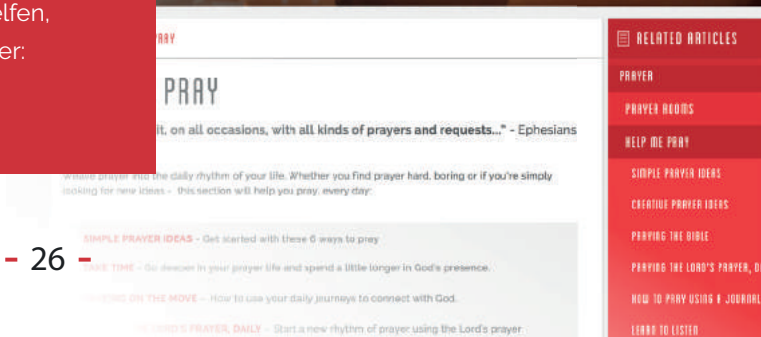 elfen,
er:
PRAY
it, on all occasions, with all kinds of prayers and requests..." - Ephesians
Weave prayer into the daily rhythm of your life. Whether you find prayer hard, boring or if you're simply
looking for new ideas - this section will help you pray, every day:
SIMPLE PRAYER IDEAS - Get started with these 6 ways to pray
TAKE TIME - Go deeper in your prayer life and spend a little longer in God's presence.
ON THE MOVE - How to use your daily journeys to connect with God.
LORD'S PRAYER, DAILY - Start a new rhythm of prayer using the Lord's prayer
- 26 -
RELATED ARTICLES
PRAYER
PRAYER ROOMS
HELP ME PRAY
SIMPLE PRAYER IDEAS
CREATIVE PRAYER IDEAS
PRAYING THE BIBLE
PRAYING THE LORD'S PRAYER, D
HOW TO PRAY USING A JOURNAL
LEARN TO LISTEN